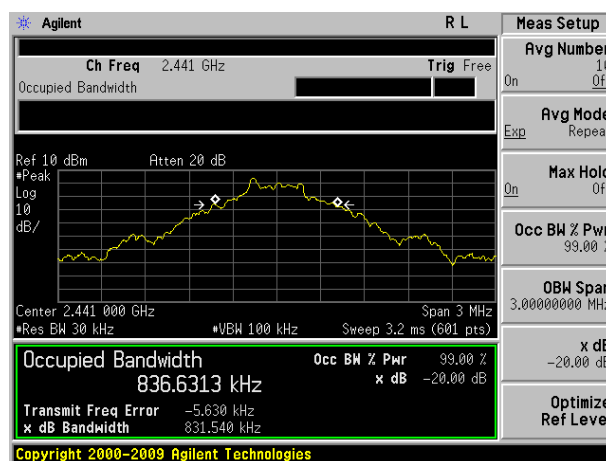 Agilent R L Meas Setup
Ch Freq 2.441 GHz Trig Free
Occupied Bandwidth
Avg Number
On
Avg Mode
Exp Repea
Max Hold
On
Occ BW % Pwr
99.00 %
OBW Span
3.00000000 MHz
x dB
-20.00 dB
Optimize
Ref Level
Ref 10 dBm Atten 20 dB
#Peak
Log
10
dB/
Center 2.441 000 GHz Span 3 MHz
#Res BW 30 kHz #VBW 100 kHz Sweep 3.2 ms (601 pts)
Occupied Bandwidth Occ BW % Pwr 99.00 %
836.6313 kHz x dB -20.00 dB
Transmit Freq Error -5.630 kHz
x dB Bandwidth 831.540 kHz
Copyright 2000-2009 Agilent Technologies